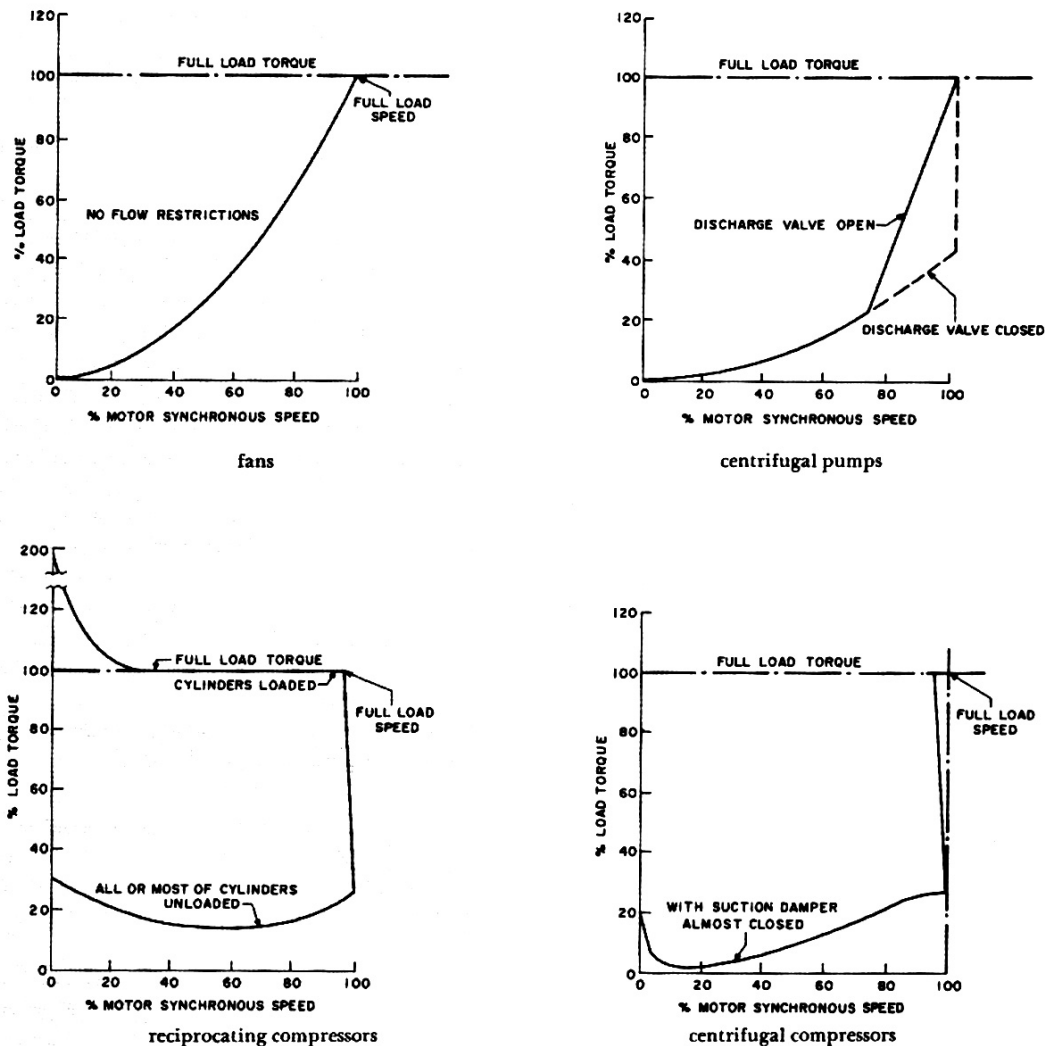 120
100
80
60
40
20
0
% LOAD TORQUE
FULL LOAD TORQUE
FULL LOAD
SPEED
NO FLOW RESTRICTIONS
0 20 40 60 80 100
% MOTOR SYNCHRONOUS SPEED
fans
120
100
80
60
40
20
0
% LOAD TORQUE
FULL LOAD TORQUE
DISCHARGE VALVE OPEN
DISCHARGE VALVE CLOSED
0 20 40 60 80 100
% MOTOR SYNCHRONOUS SPEED
centrifugal pumps
200
120
100
80
60
40
20
0
% LOAD TORQUE
FULL LOAD TORQUE
CYLINDERS LOADED
FULL LOAD
SPEED
ALL OR MOST OF CYLINDERS
UNLOADED
0 20 40 60 80 100
% MOTOR SYNCHRONOUS SPEED
reciprocating compressors
120
100
80
60
40
20
0
% LOAD TORQUE
FULL LOAD TORQUE
FULL LOAD
SPEED
WITH SUCTION DAMPER
ALMOST CLOSED
0 20 40 60 80 100
% MOTOR SYNCHRONOUS SPEED
centrifugal compressors